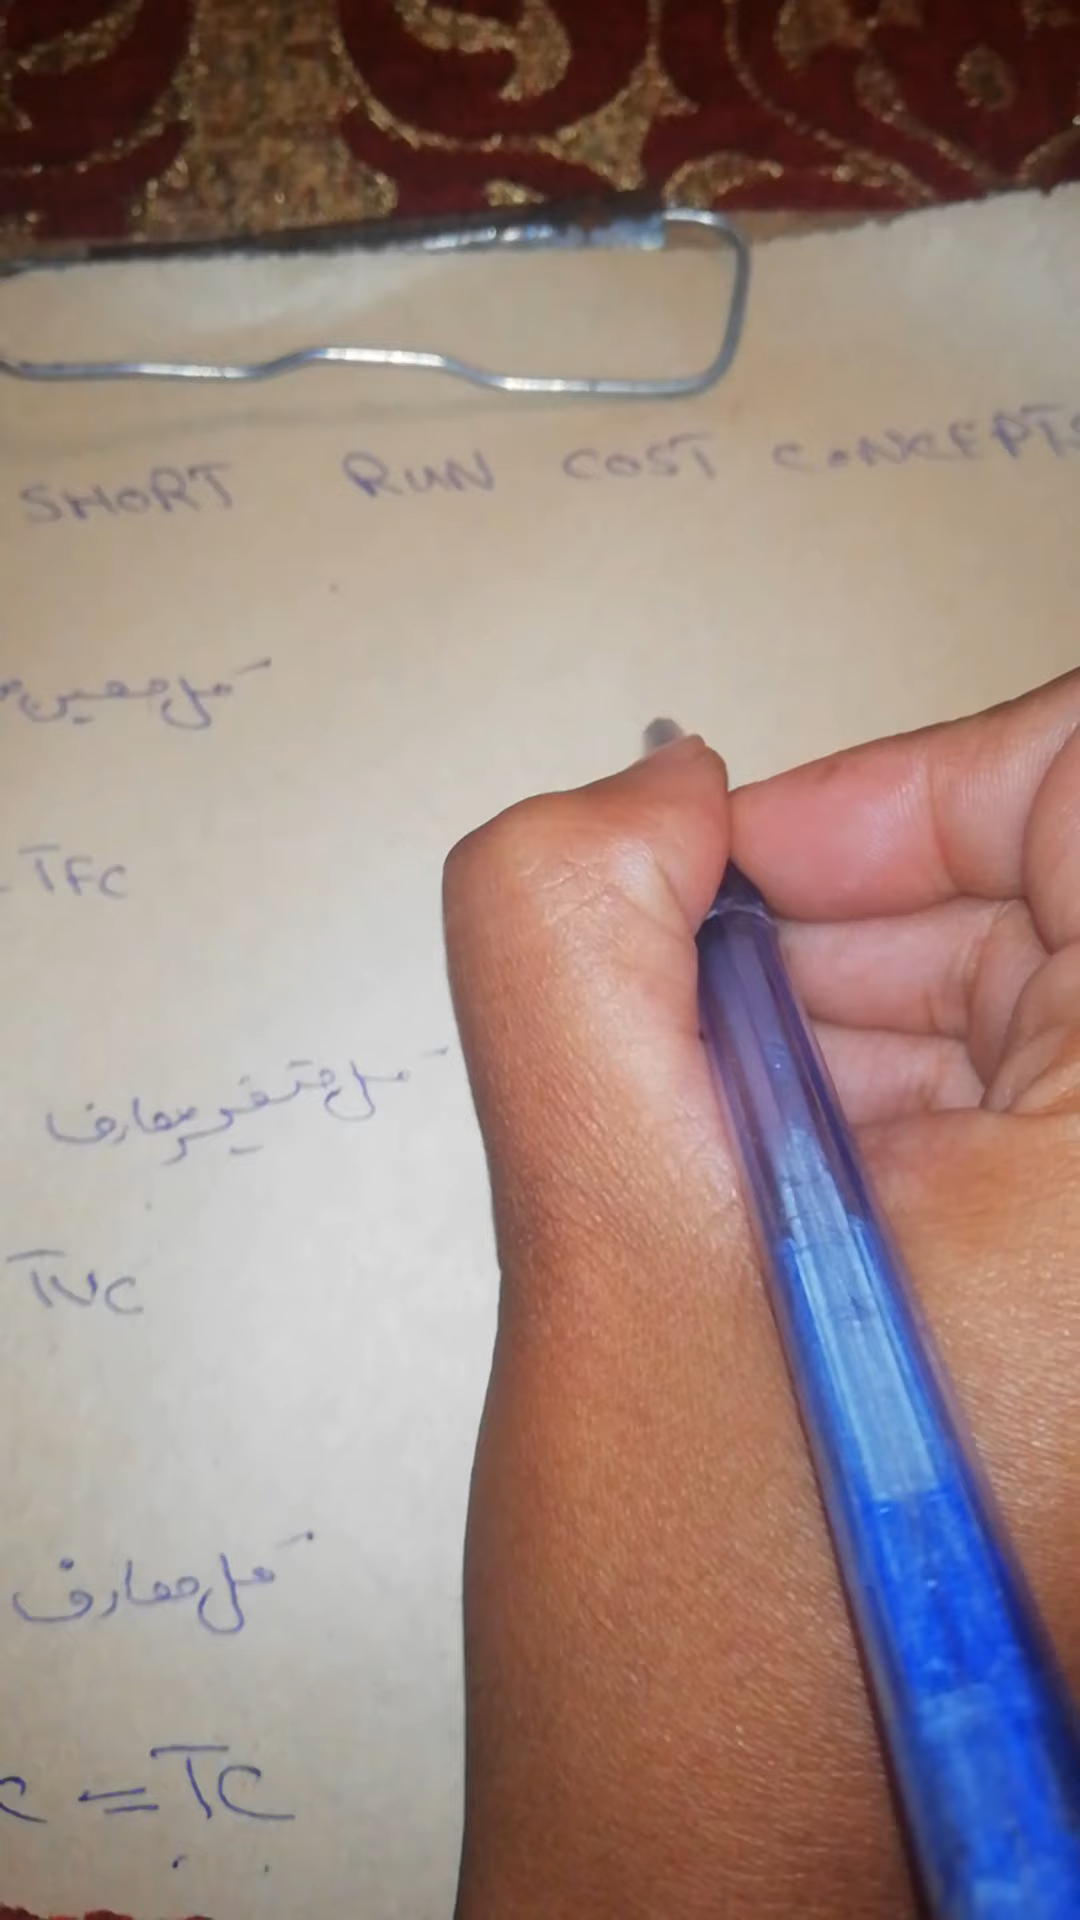 SHORT RUN COST CONCEPTS
کل معین
TFC
کل متغیر مصارف
TVC
کل مصارف
C = TC